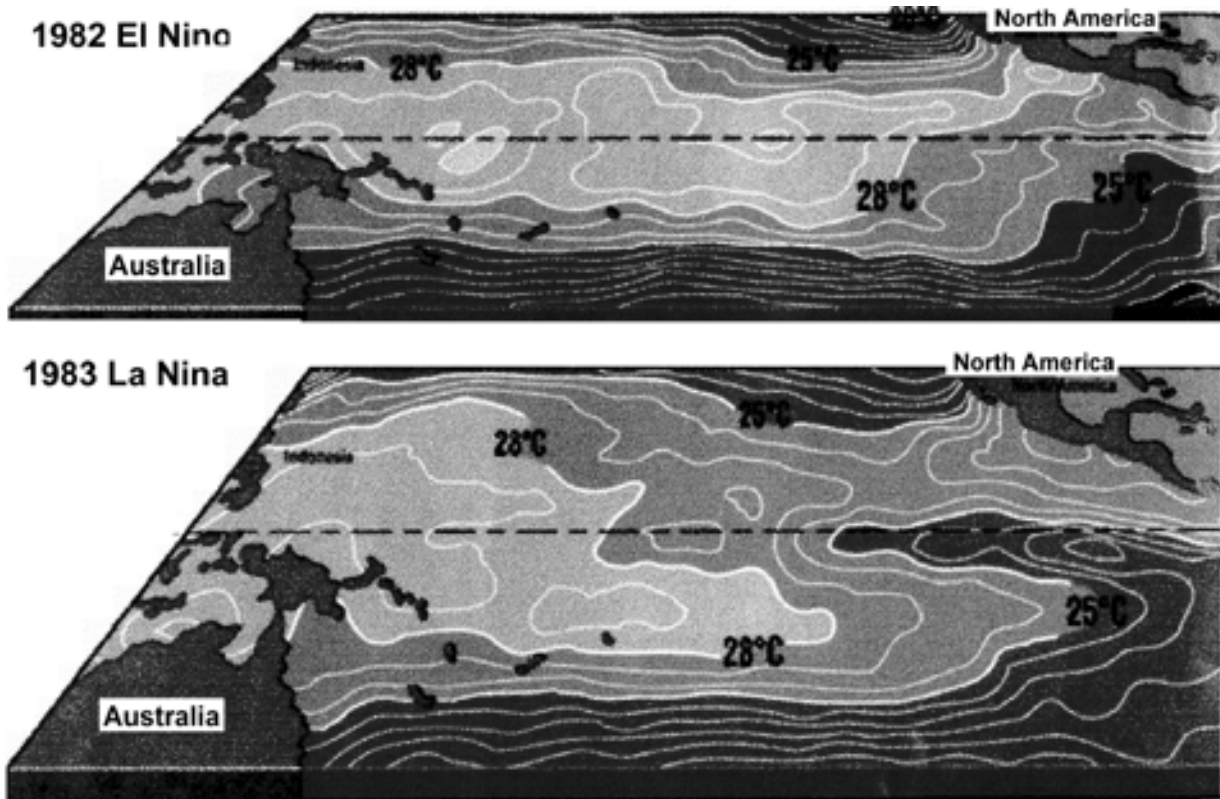 1982 El Nino
North America
Indonesia
28°C
25°C
28°C
25°C
Australia
1983 La Nina
North America
North America
25°C
28°C
Indonesia
25°C
28°C
Australia